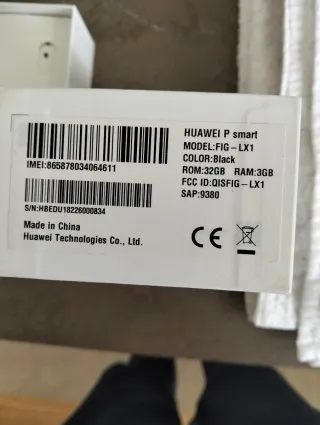 HUAWEI P smart
MODEL:FIG-LX1
COLOR:Black
ROM:32GB RAM:3GB
FCC ID:QISFIG-LX1
SAP:9380
IMEI:865878034064611
S/N:HBEDU18226000834
Made in China
Huawei Technologies Co., Ltd.
CE